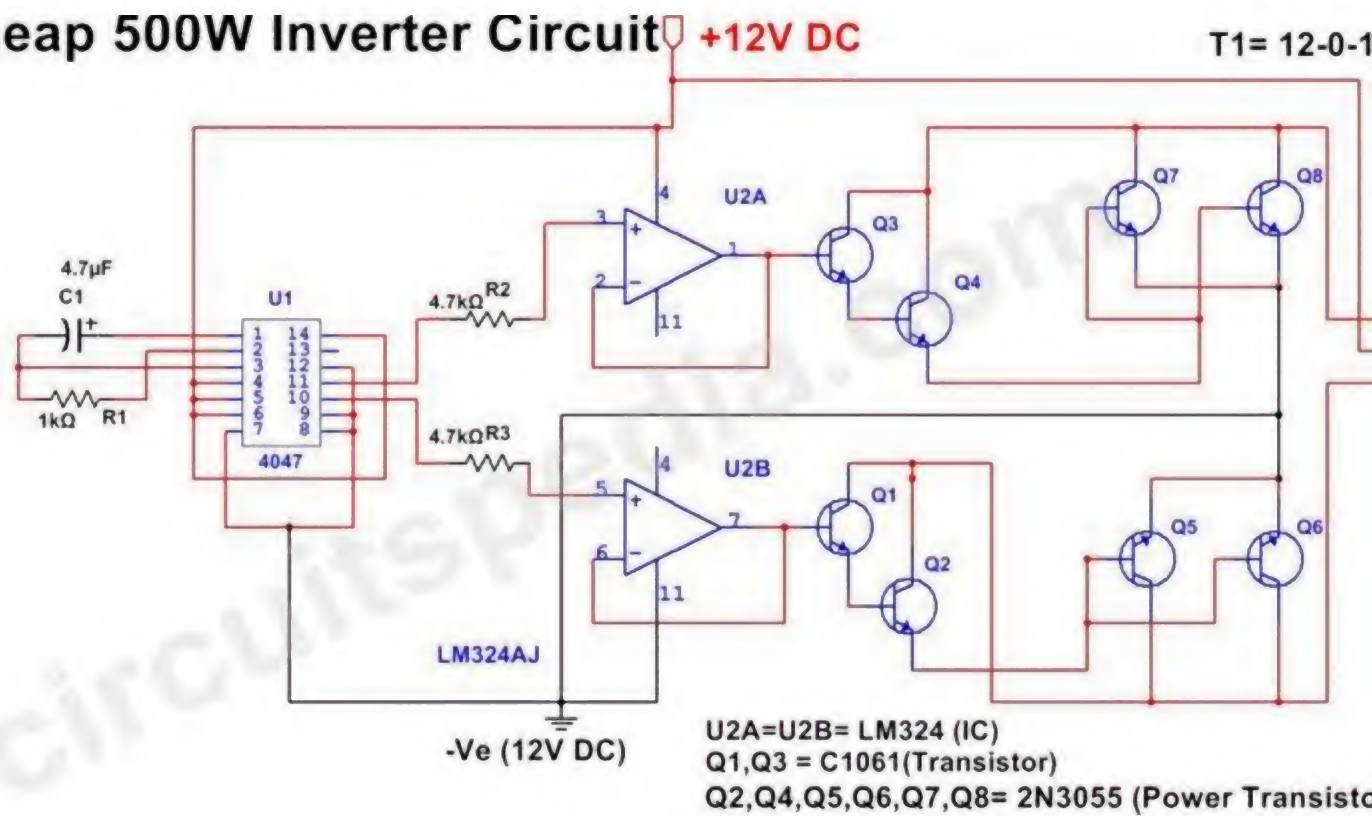 eap 500W Inverter Circuit
+12V DC
T1= 12-0-1
4.7µF
C1
+
1kΩ
R1
U1
1 14
2 13
3 12
4 11
5 10
6 9
7 8
4047
4.7kΩ R2
4.7kΩ R3
U2A
3
+
2
−
4
1
11
Q3
Q4
Q7
Q8
U2B
5
+
6
−
4
7
11
Q1
Q2
Q5
Q6
LM324AJ
-Ve (12V DC)
circuitspedia.com
U2A=U2B= LM324 (IC)
Q1,Q3 = C1061(Transistor)
Q2,Q4,Q5,Q6,Q7,Q8= 2N3055 (Power Transisto